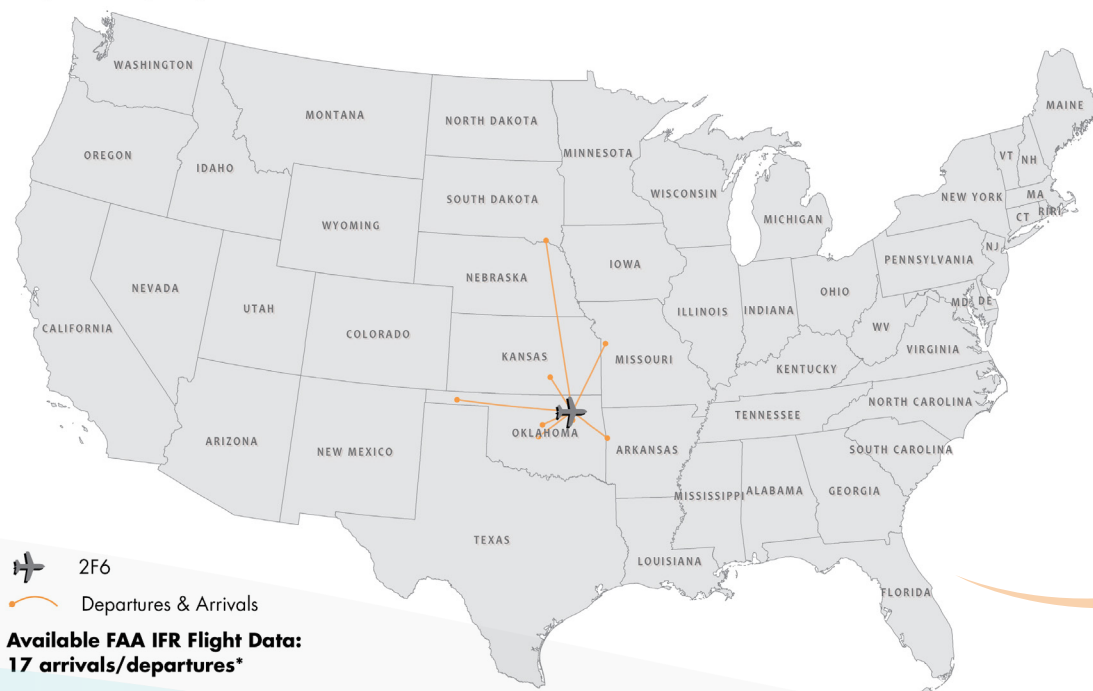 WASHINGTON
MAINE
MONTANA
NORTH DAKOTA
OREGON
MINNESOTA
VT
NH
IDAHO
WISCONSIN
SOUTH DAKOTA
NEW YORK
MA
WYOMING
MICHIGAN
CT
RI
RI
NJ
PENNSYLVANIA
IOWA
NEBRASKA
NEVADA
OHIO
MD
DE
UTAH
ILLINOIS
INDIANA
CALIFORNIA
COLORADO
WV
VIRGINIA
KANSAS
MISSOURI
KENTUCKY
NORTH CAROLINA
TENNESSEE
ARIZONA
OKLAHOMA
NEW MEXICO
ARKANSAS
SOUTH CAROLINA
MISSISSIPPI
ALABAMA
GEORGIA
TEXAS
LOUISIANA
FLORIDA
2F6
Departures & Arrivals
Available FAA IFR Flight Data:
17 arrivals/departures*